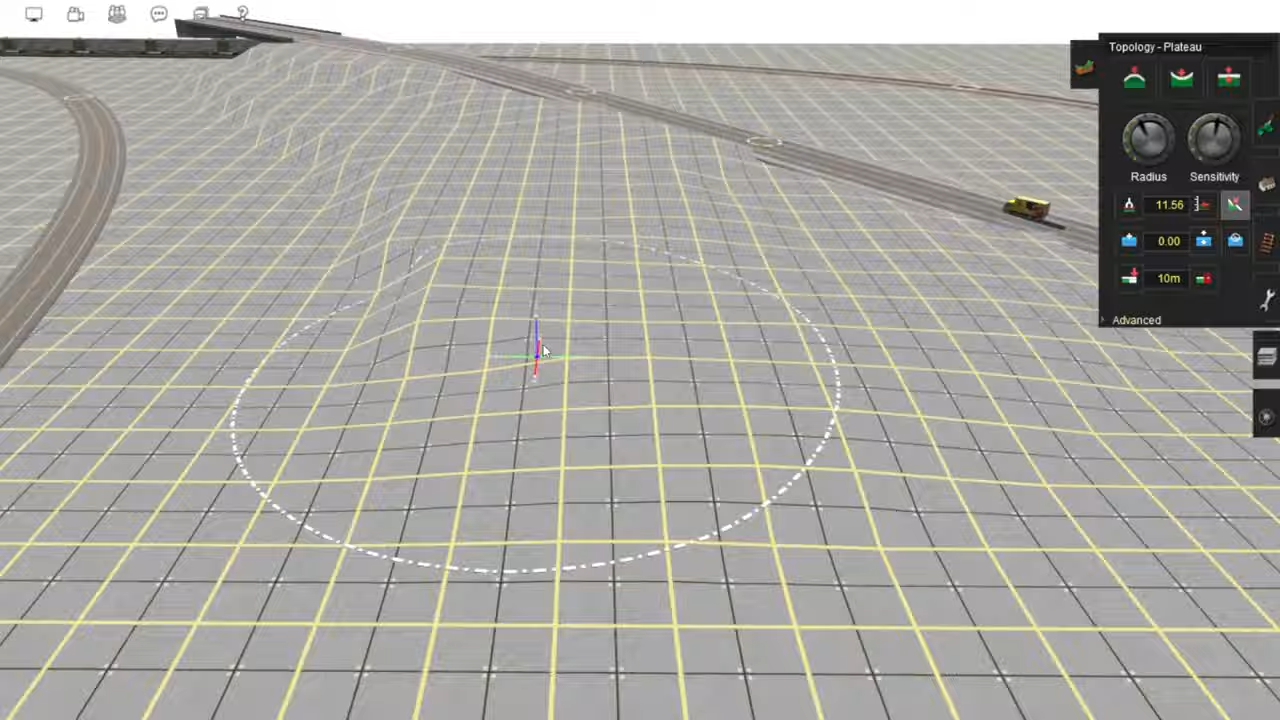 Topology - Plateau
Radius
Sensitivity
11.56
0.00
10m
Advanced